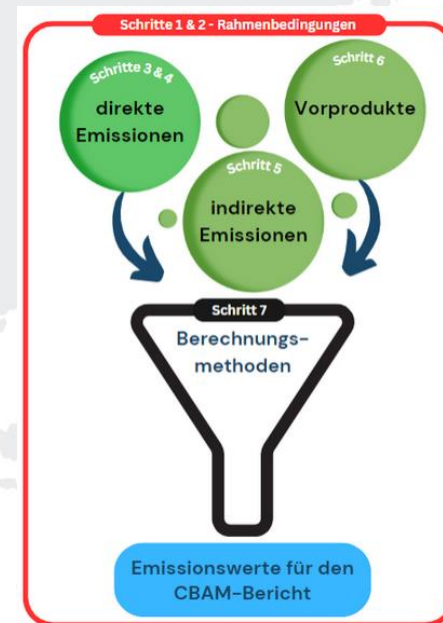 Schritte 1 & 2 - Rahmenbedingungen
Schritte 3 & 4
direkte
Emissionen
Schritt 6
Vorprodukte
Schritt 5
indirekte
Emissionen
Schritt 7
Berechnungs-
methoden
Emissionswerte für den
CBAM-Bericht